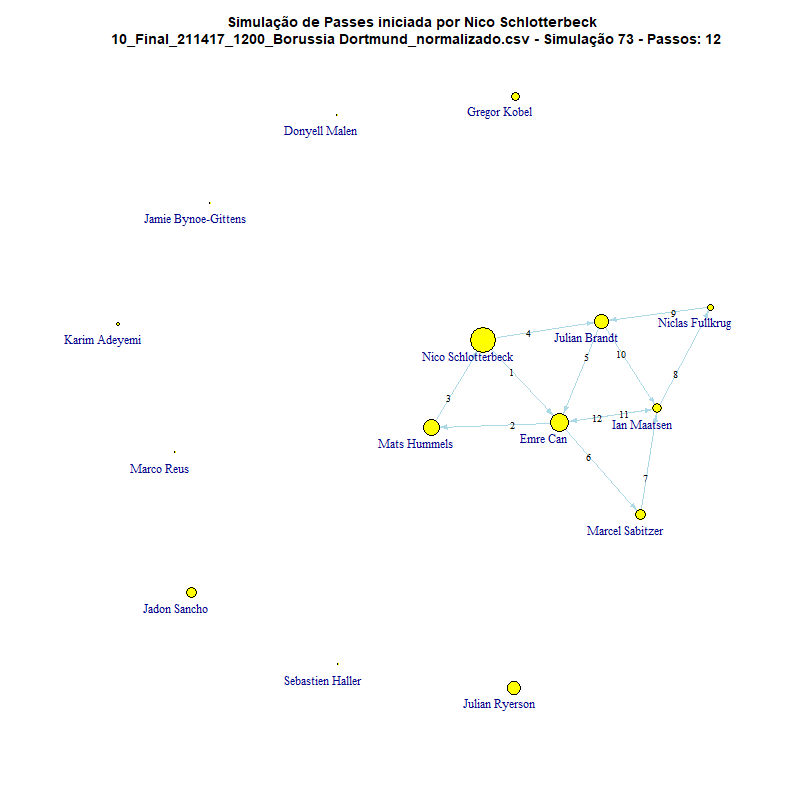 Simulação de Passes iniciada por Nico Schlotterbeck
10_Final_211417_1200_Borussia Dortmund_normalizado.csv - Simulação 73 - Passos: 12
Gregor Kobel
Donyell Malen
Jamie Bynoe-Gittens
Karim Adeyemi
9
Niclas Fullkrug
4
Julian Brandt
Nico Schlotterbeck
5
10
1
8
3
12
11
2
Ian Maatsen
Emre Can
Mats Hummels
6
Marco Reus
7
Marcel Sabitzer
Jadon Sancho
Sebastien Haller
Julian Ryerson